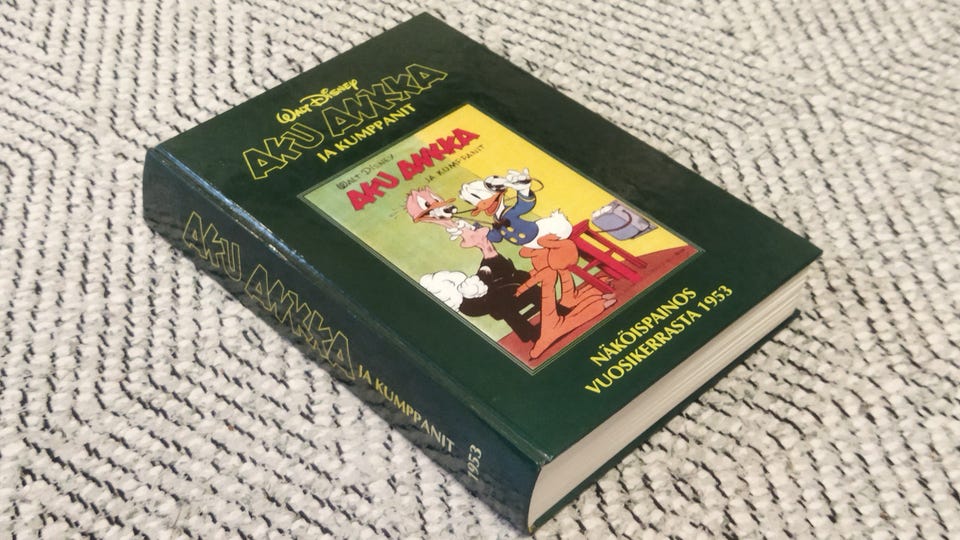 WALT DISNEY
AKU ANKKA
JA KUMPPANIT
WALT DISNEY
AKU ANKKA
JA KUMPPANIT
NÄKÖISPAINOS
VUOSIKERRASTA 1953
AKU ANKKA JA KUMPPANIT 1953